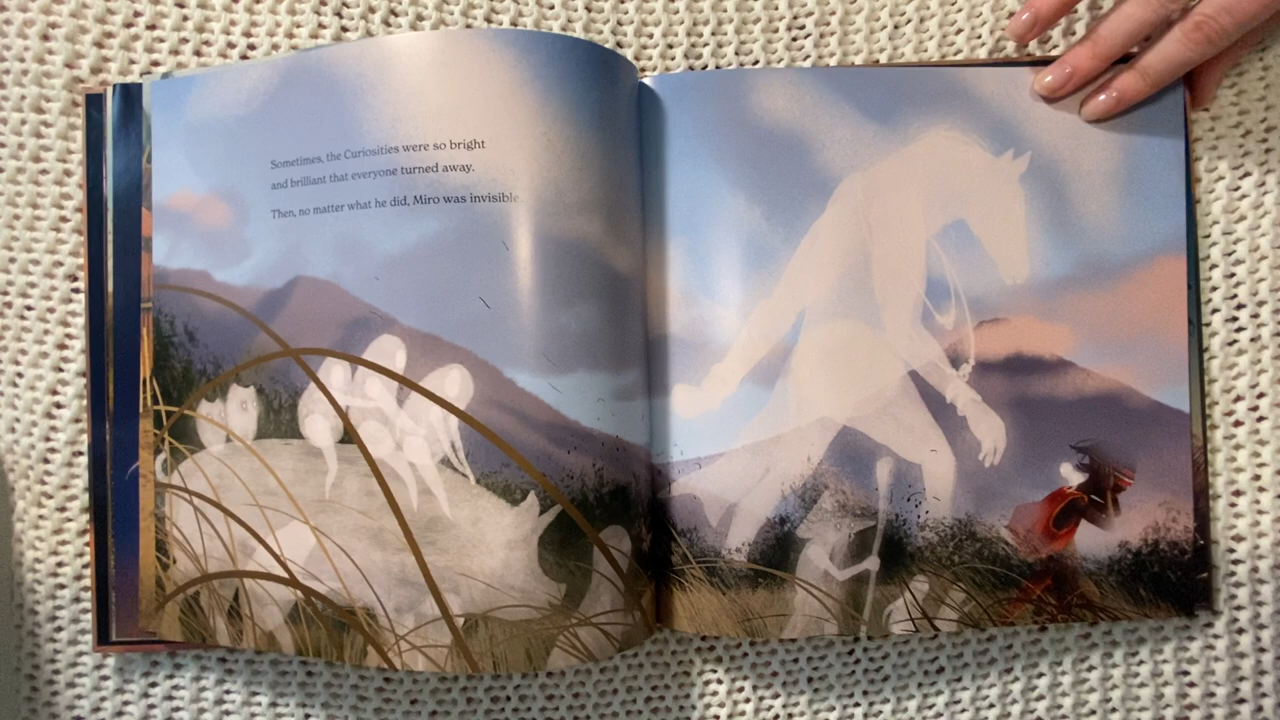 Sometimes, the Curiosities were so bright
and brilliant that everyone turned away.
Then, no matter what he did, Miro was invisible.